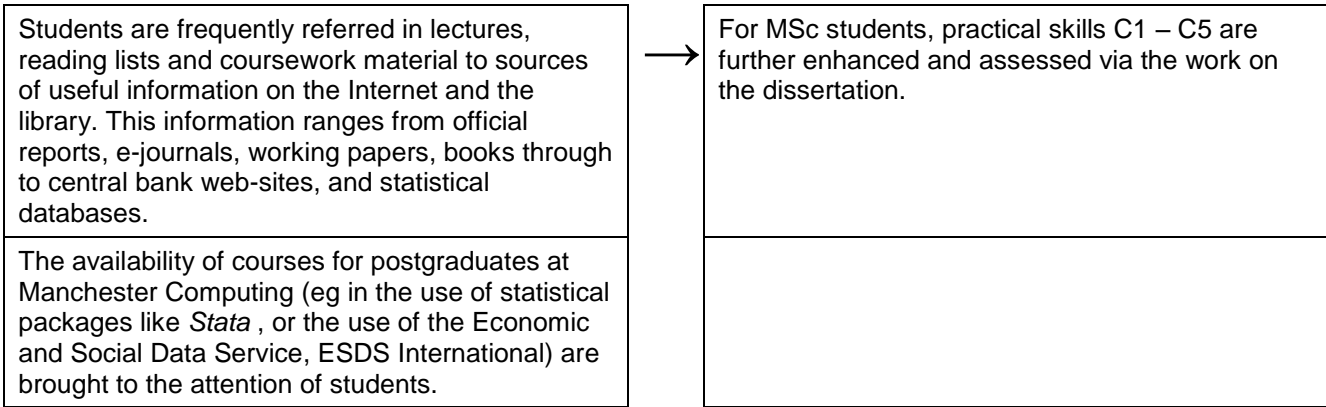 Students are frequently referred in lectures,
reading lists and coursework material to sources
of useful information on the Internet and the
library. This information ranges from official
reports, e-journals, working papers, books through
to central bank web-sites, and statistical
databases.
→
For MSc students, practical skills C1 – C5 are
further enhanced and assessed via the work on
the dissertation.
The availability of courses for postgraduates at
Manchester Computing (eg in the use of statistical
packages like Stata , or the use of the Economic
and Social Data Service, ESDS International) are
brought to the attention of students.